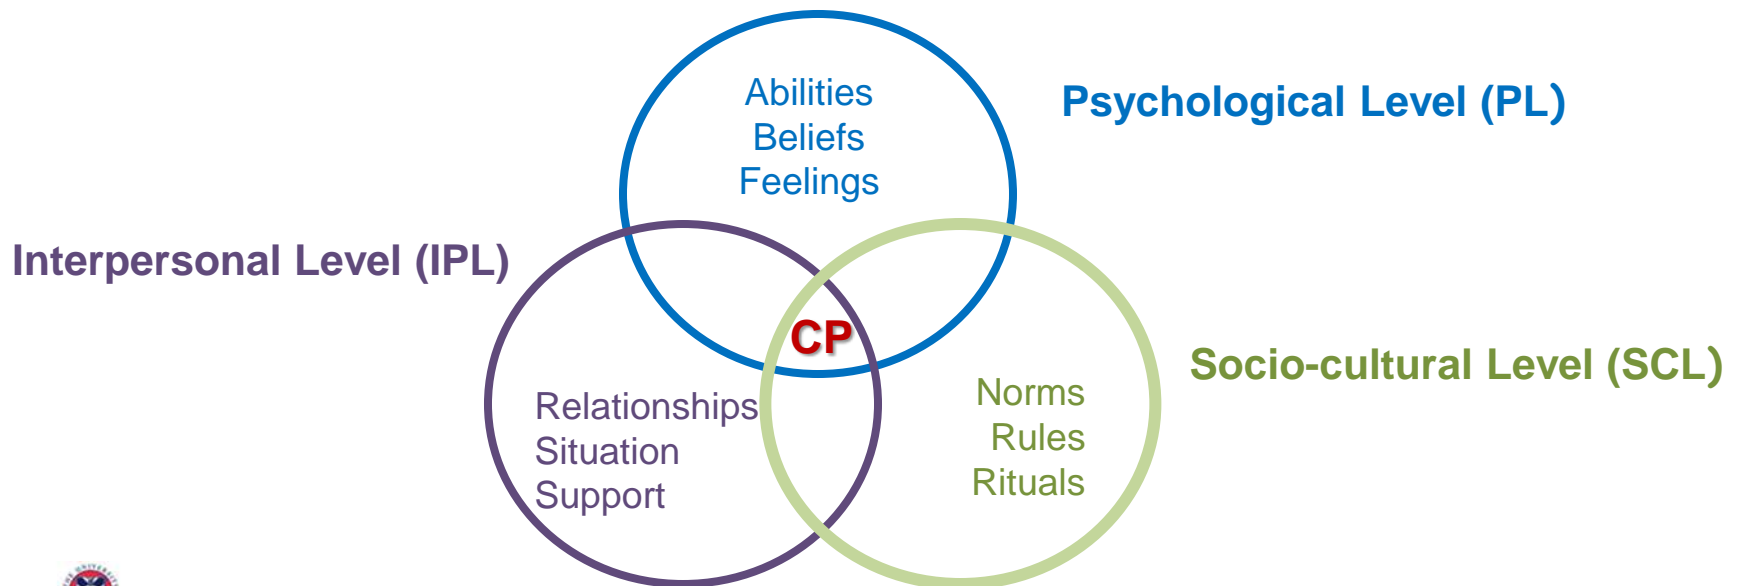 Abilities
Beliefs
Feelings
Psychological Level (PL)
Interpersonal Level (IPL)
CP
Socio-cultural Level (SCL)
Relationships
Situation
Support
Norms
Rules
Rituals